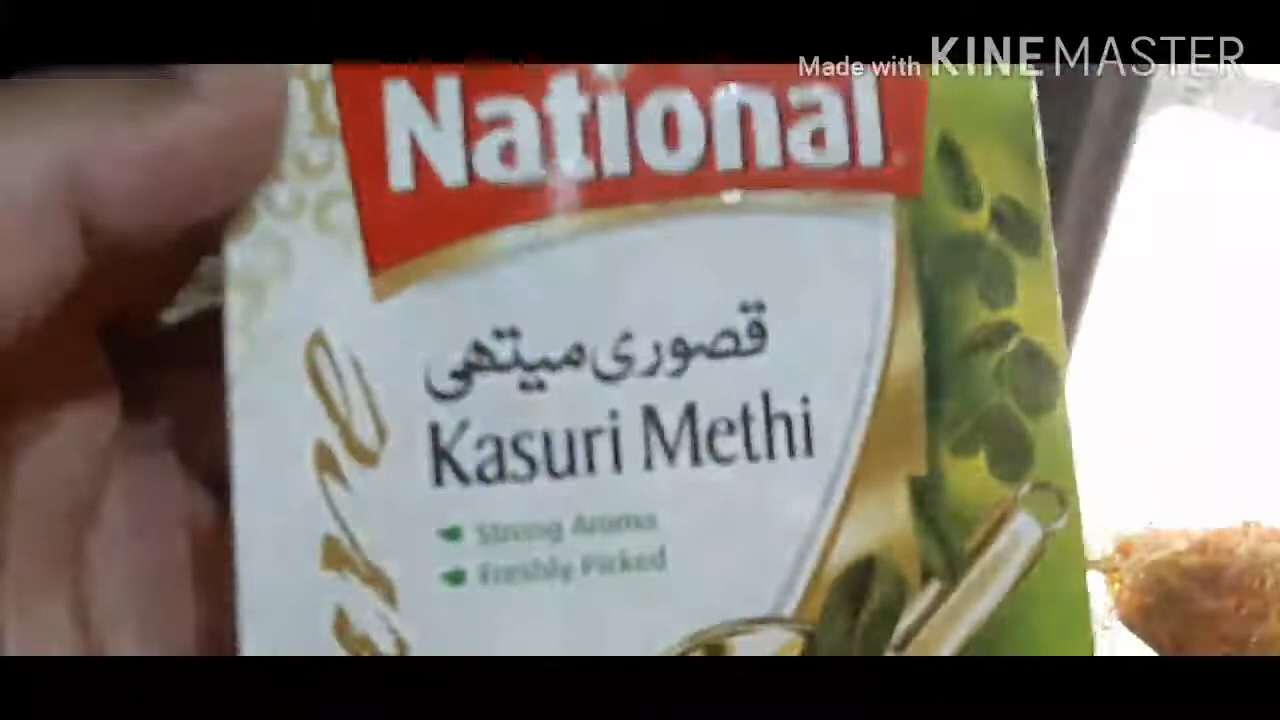 Made with KINEMASTER
National
قصوری میتھی
Kasuri Methi
Strong Aroma
Freshly Picked